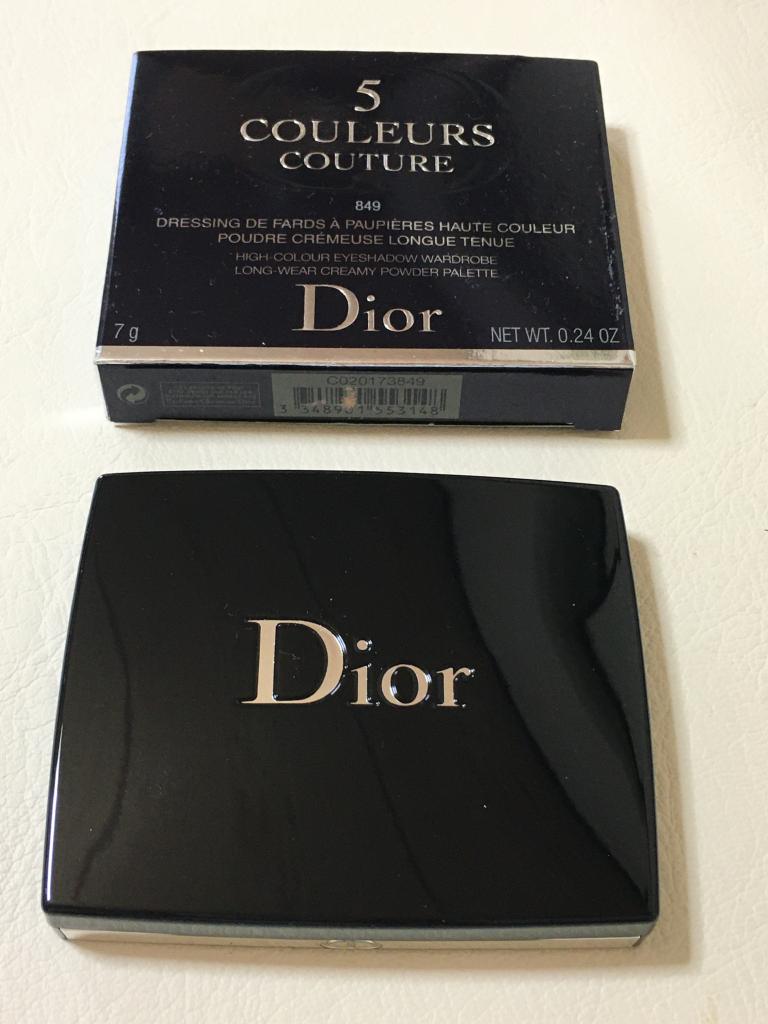 5
COULEURS
COUTURE
849
DRESSING DE FARDS À PAUPIÈRES HAUTE COULEUR
POUDRE CRÉMEUSE LONGUE TENUE
HIGH-COLOUR EYESHADOW WARDROBE
LONG-WEAR CREAMY POWDER PALETTE
Dior
7 g
NET WT. 0.24 OZ
C020173849
3 348901 553148
Dior